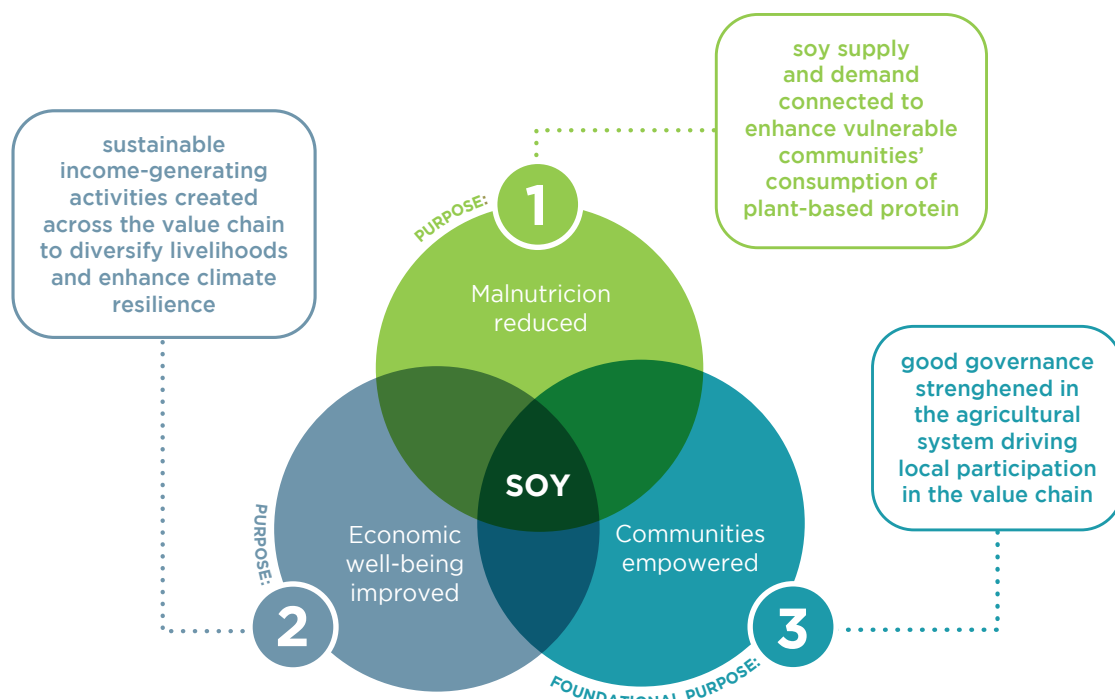 soy supply
and demand
connected to
enhance vulnerable
communities’
consumption of
plant-based protein
sustainable
income-generating
activities created
across the value chain
to diversify livelihoods
and enhance climate
resilience
PURPOSE:
1
Malnutricion
reduced
good governance
strenghened in
the agricultural
system driving
local participation
in the value chain
SOY
PURPOSE:
2
Economic
well-being
improved
Communities
empowered
FOUNDATIONAL PURPOSE:
3